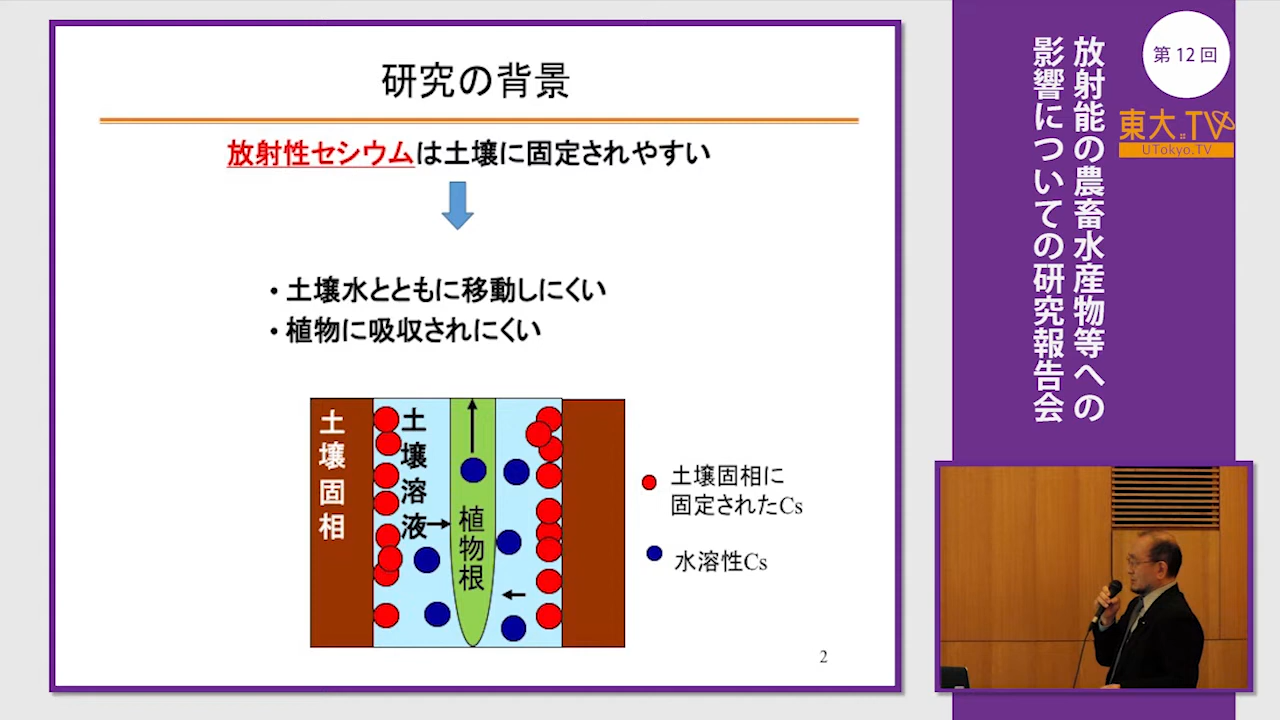 研究の背景
放射性セシウムは土壌に固定されやすい
• 土壌水とともに移動しにくい
• 植物に吸収されにくい
土壌固相
土壌溶液
植物根
土壌固相に
固定されたCs
水溶性Cs
2
第12回
放射能の農畜水産物等への
影響についての研究報告会
東大.TV
UTokyo.TV